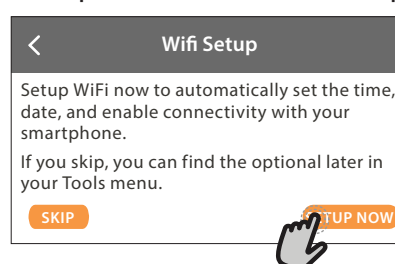 Wifi Setup
Setup WiFi now to automatically set the time,
date, and enable connectivity with your
smartphone.
If you skip, you can find the optional later in
your Tools menu.
SKIP
TUP NOW